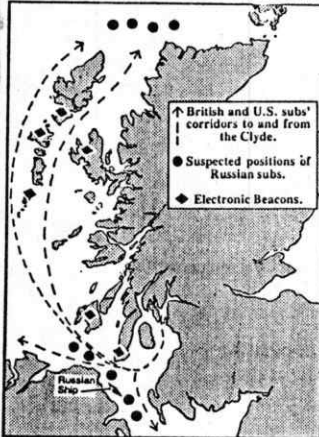 British and U.S. subs'
corridors to and from
the Clyde.
Suspected positions of
Russian subs.
Electronic Beacons.
Russian
Ship